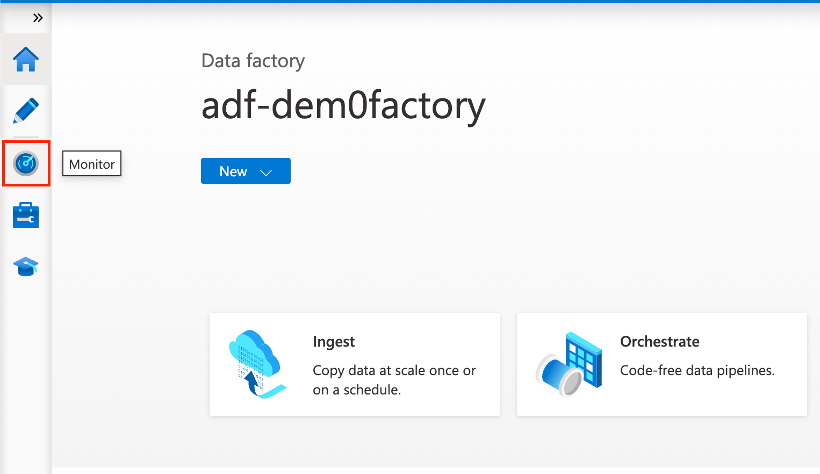 »
Data factory
adf-dem0factory
Monitor
New
Ingest
Copy data at scale once or
on a schedule.
Orchestrate
Code-free data pipelines.